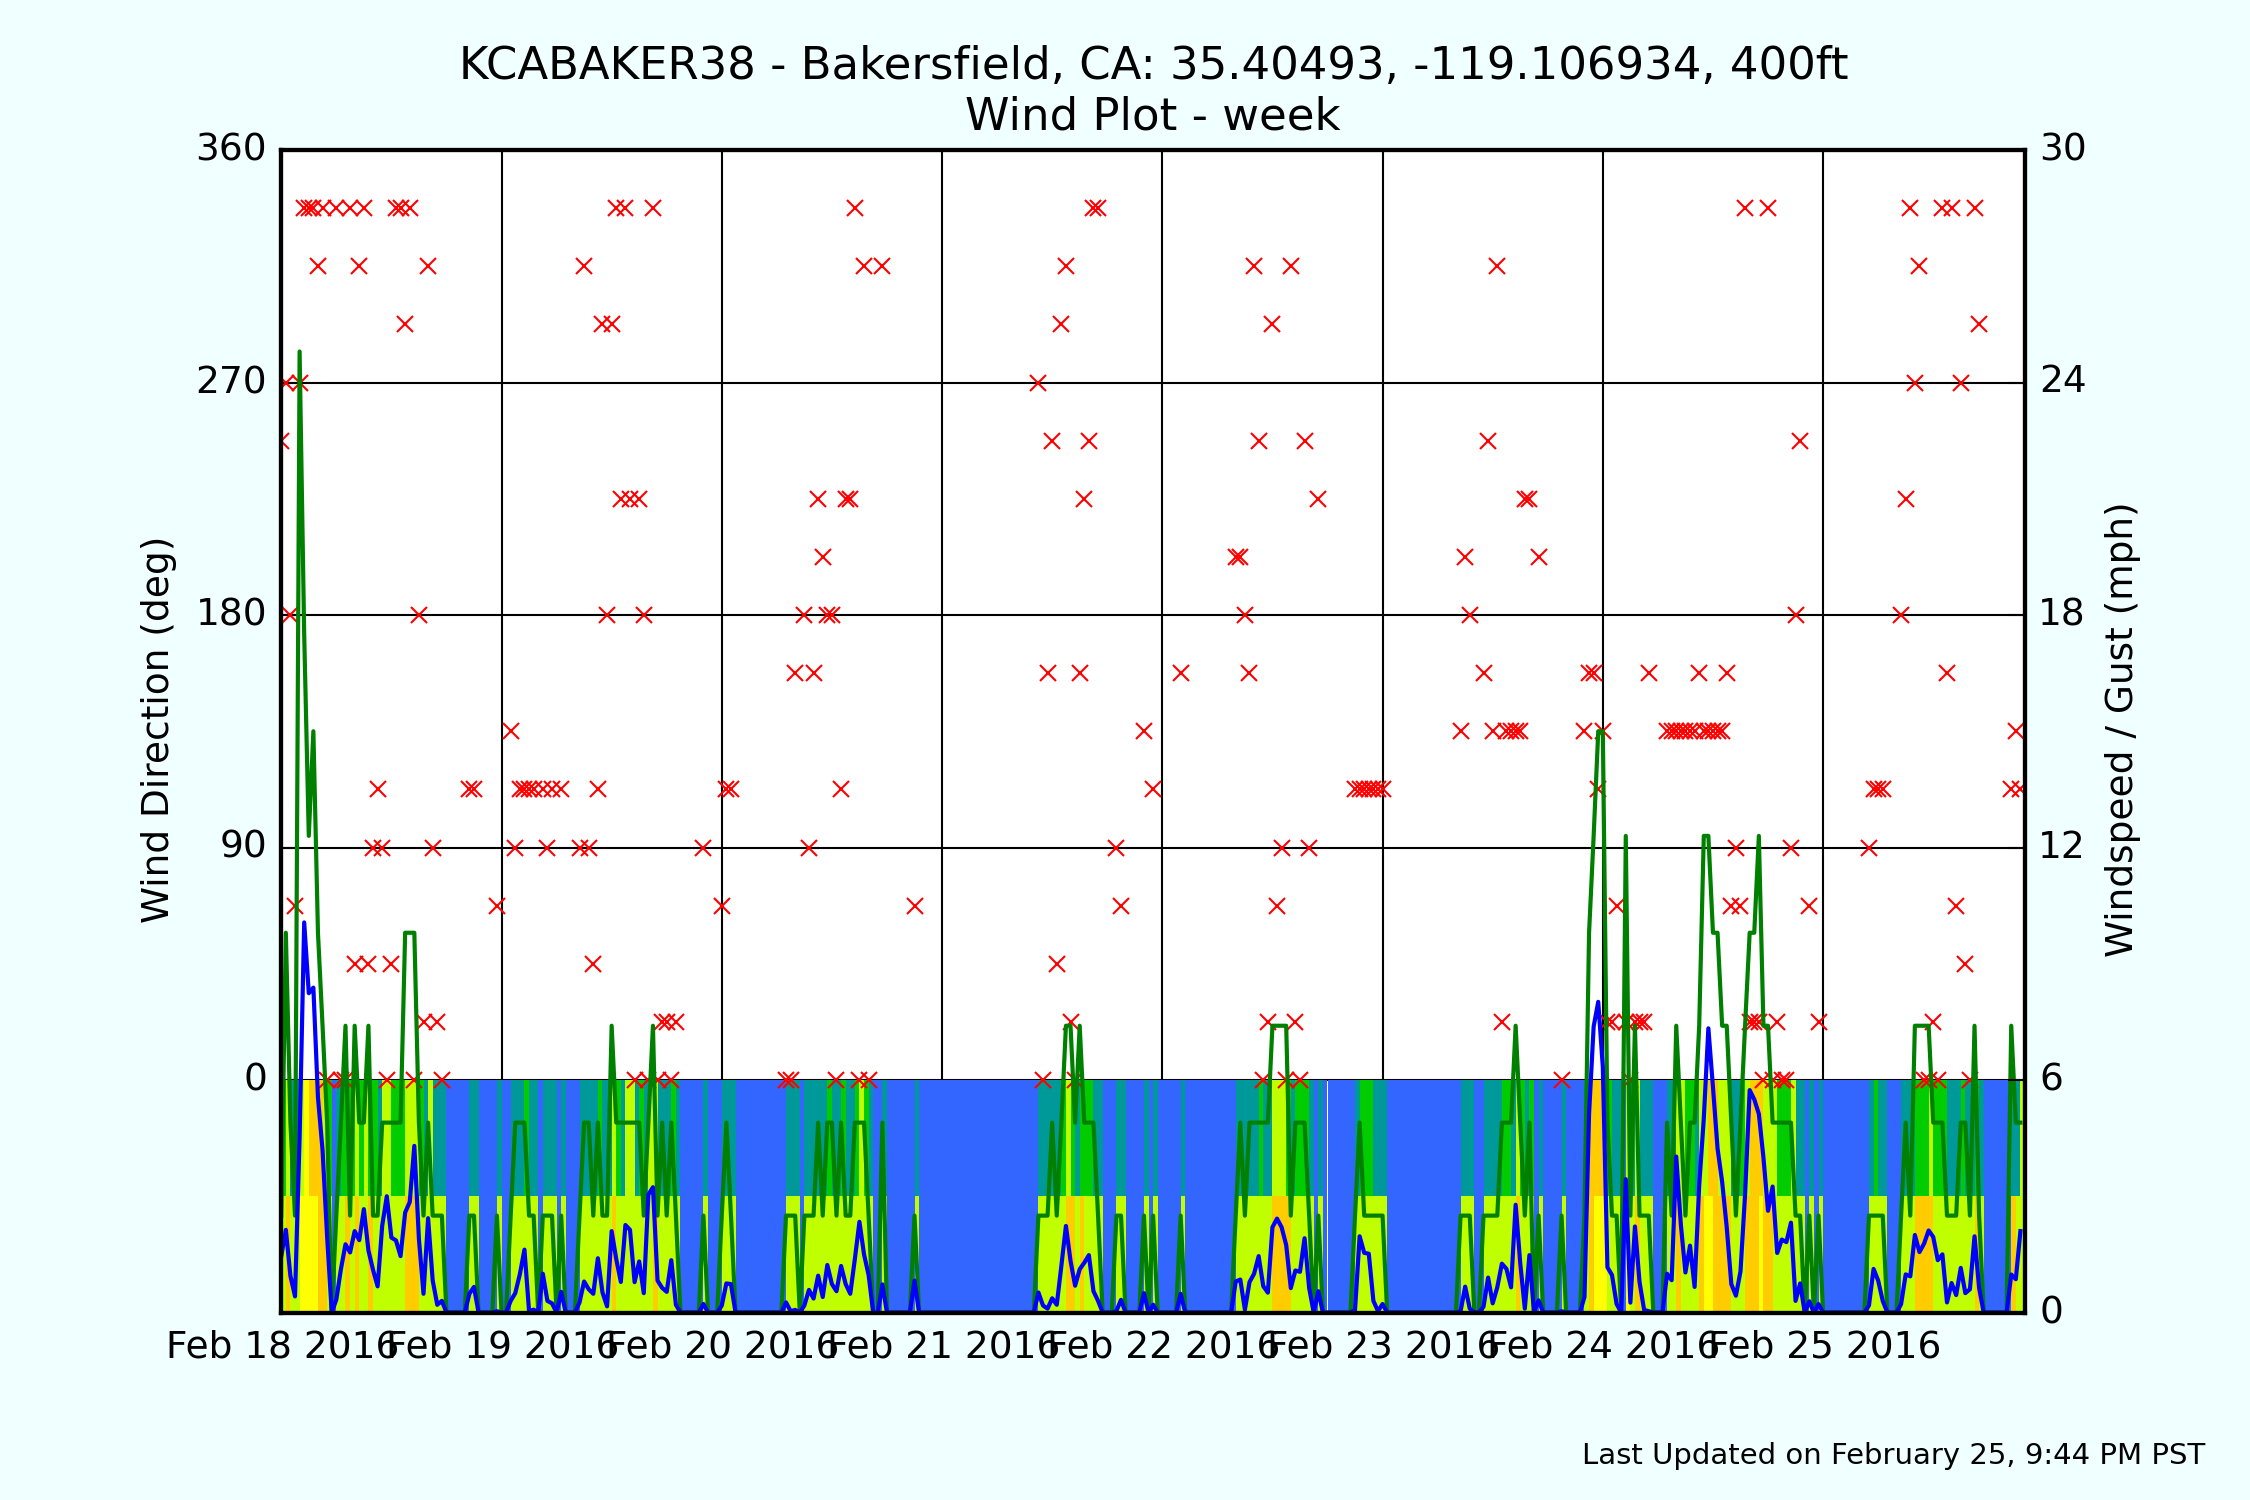 KCABAKER38 - Bakersfield, CA: 35.40493, -119.106934, 400ft
Wind Plot - week
360
270
180
90
0
Wind Direction (deg)
30
24
18
12
6
0
Windspeed / Gust (mph)
Feb 18 2016
Feb 19 2016
Feb 20 2016
Feb 21 2016
Feb 22 2016
Feb 23 2016
Feb 24 2016
Feb 25 2016
Last Updated on February 25, 9:44 PM PST